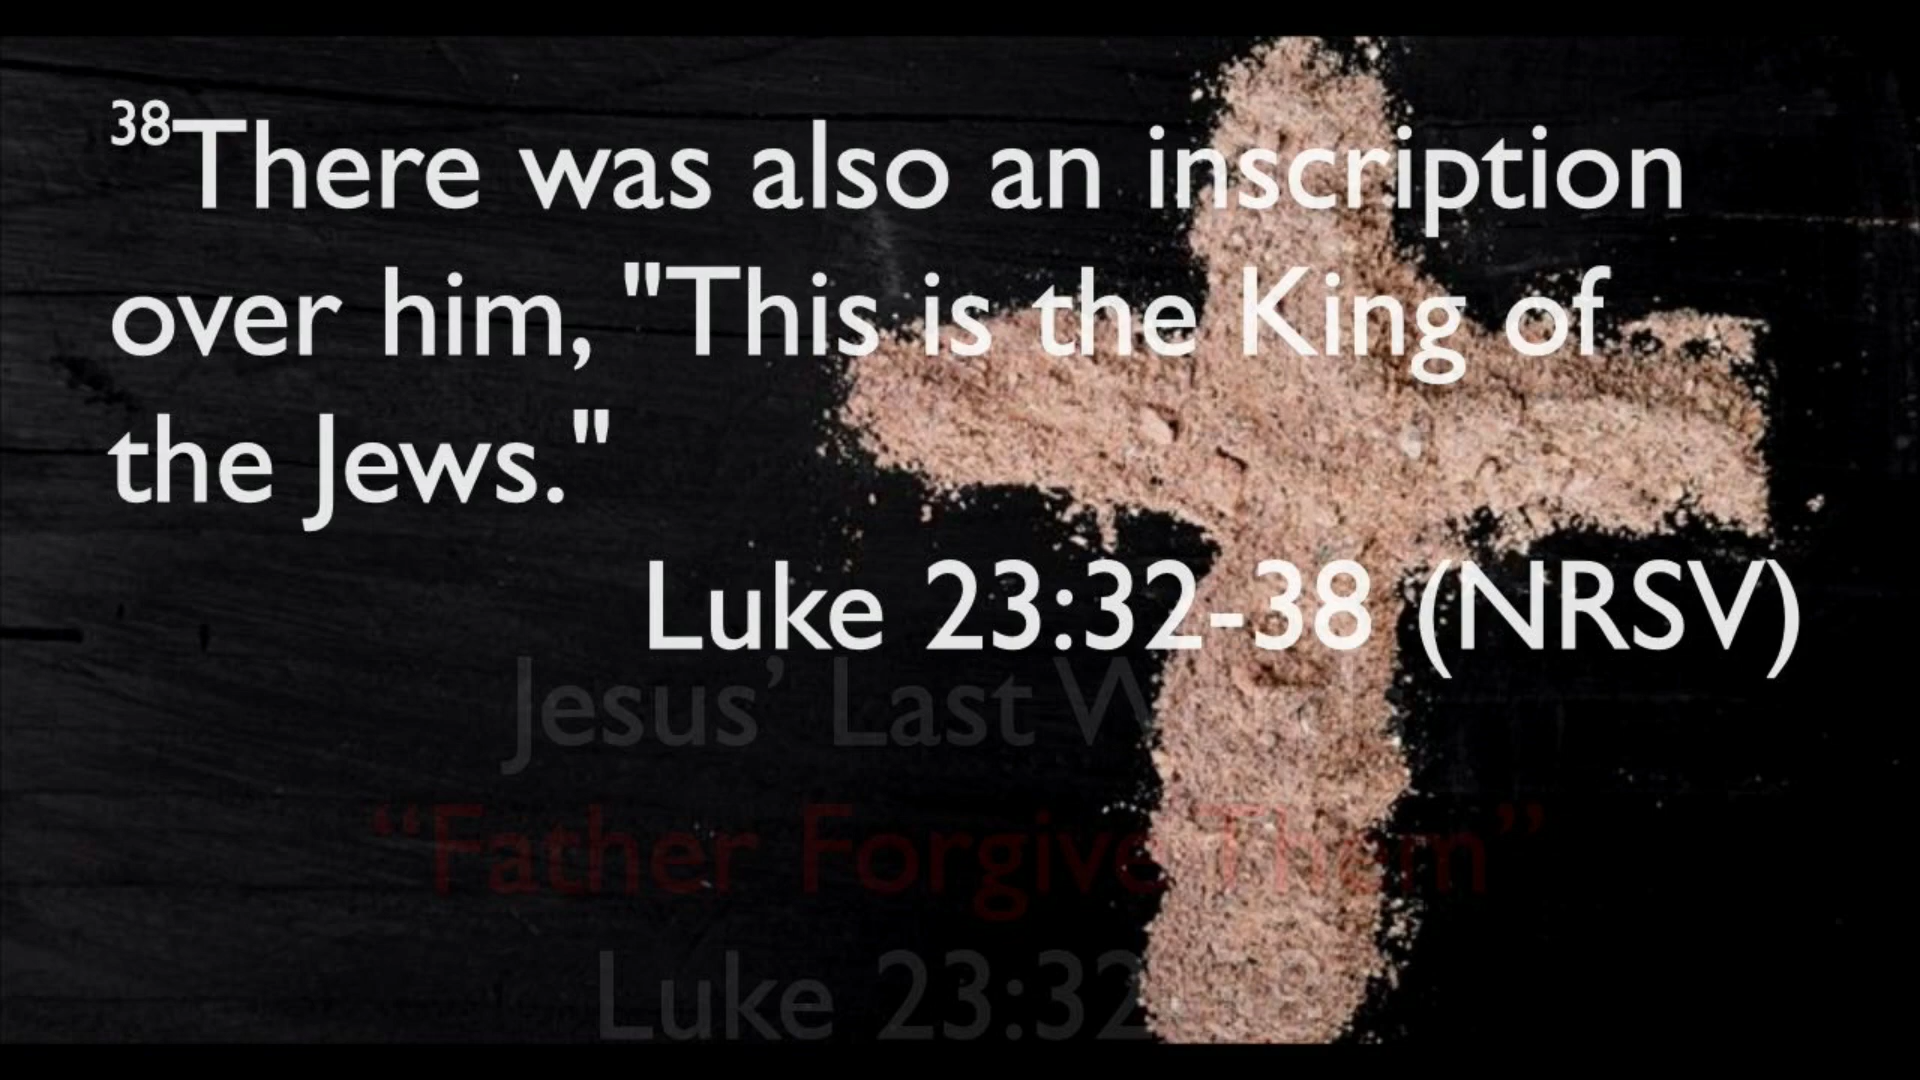 38There was also an inscription
over him, "This is the King of
the Jews."
Luke 23:32-38 (NRSV)
Jesus’ Last
“Father Forgive Them”
Luke 23:32